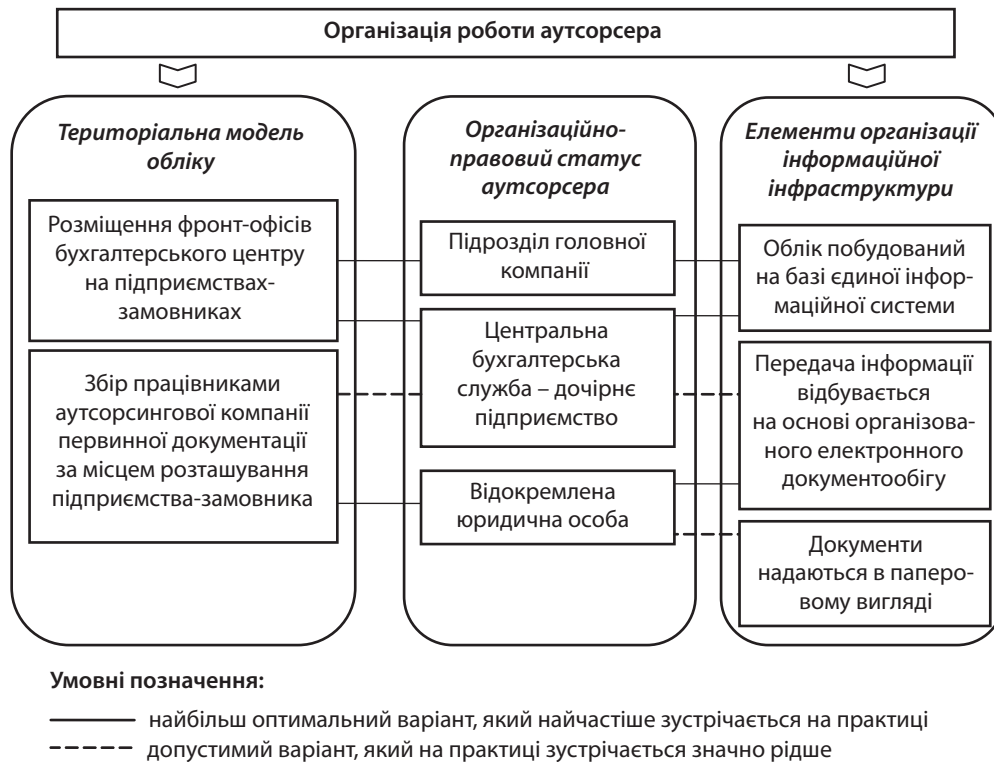 Організація роботи аутсорсера
Територіальна модель
обліку
Розміщення фронт-офісів
бухгалтерського центру
на підприємствах-
замовниках
Збір працівниками
аутсорсингової компанії
первинної документації
за місцем розташування
підприємства-замовника
Організаційно-
правовий статус
аутсорсера
Підрозділ головної
компанії
Центральна
бухгалтерська
служба – дочірнє
підприємство
Відокремлена
юридична особа
Елементи організації
інформаційної
інфраструктури
Облік побудований
на базі єдиної інфор-
маційної системи
Передача інформації
відбувається
на основі організова-
ного електронного
документообігу
Документи
надаються в паперо-
вому вигляді
Умовні позначення:
найбільш оптимальний варіант, який найчастіше зустрічається на практиці
допустимий варіант, який на практиці зустрічається значно рідше